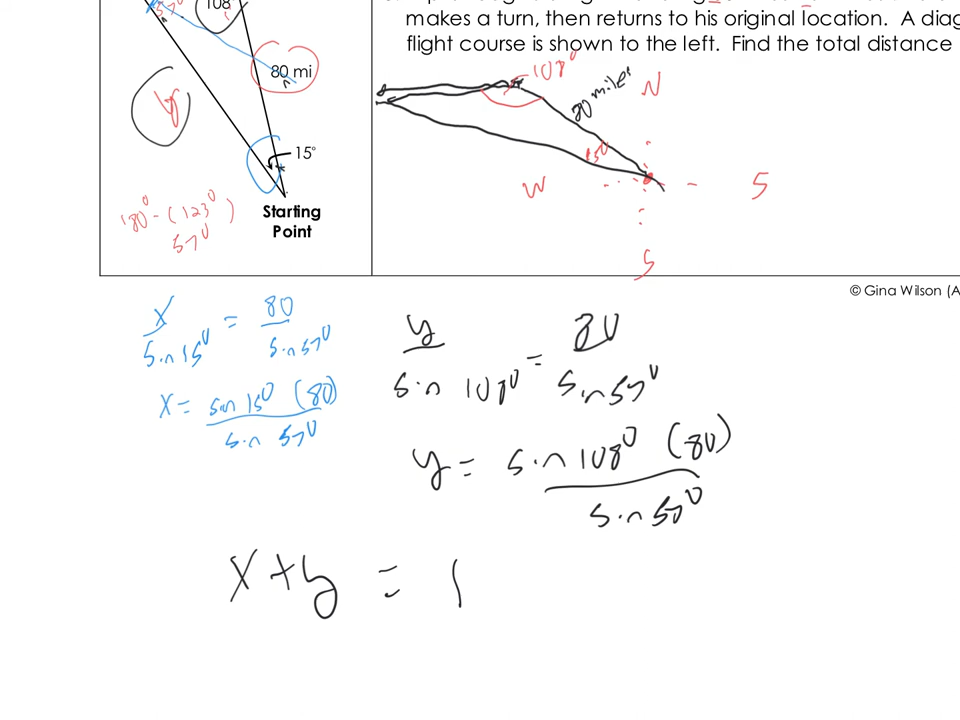 57°
108°
makes a turn, then returns to his original location. A diag
flight course is shown to the left. Find the total distance
80 mi
108°
80 miles
N
y
15°
15°
W
S
180° - (123°)
57°
Starting
Point
S
© Gina Wilson (A
x / sin 15° = 80 / sin 57°
x = sin 15° (80) / sin 57°
y / sin 108° = 80 / sin 57°
y = sin 108° (80) / sin 57°
x + y = 1